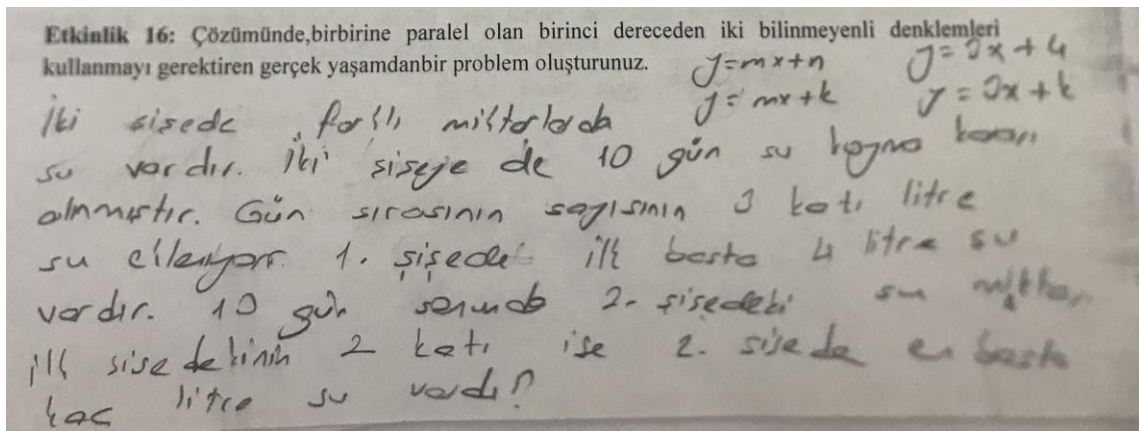 Etkinlik 16: Çözümünde,birbirine paralel olan birinci dereceden iki bilinmeyenli denklemleri
kullanmayı gerektiren gerçek yaşamdanbir problem oluşturunuz.
y=mx+n y=3x+4
y=mx+k y=3x+k
İki şişede farklı miktarlarda
su vardır. İki şişeye de 10 gün su koyma kararı
alınmıştır. Gün sırasının sayısının 3 katı litre
su ekleniyor. 1. şişede ilk başta 4 litre su
vardır. 10 gün sonunda 2. şişedeki su miktarı
ilk şişedekinin 2 katı ise 2. şişede en başta
kaç litre su vardı?